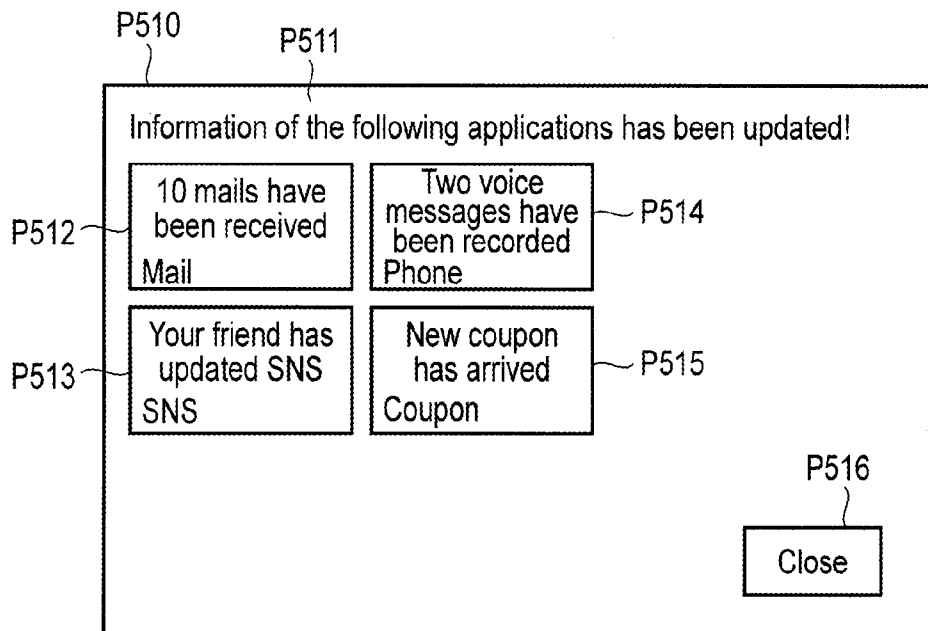 P510
P511
Information of the following applications has been updated!
10 mails have
been received
Mail
P512
Two voice
messages have
been recorded
Phone
P514
Your friend has
updated SNS
SNS
P513
New coupon
has arrived
Coupon
P515
P516
Close